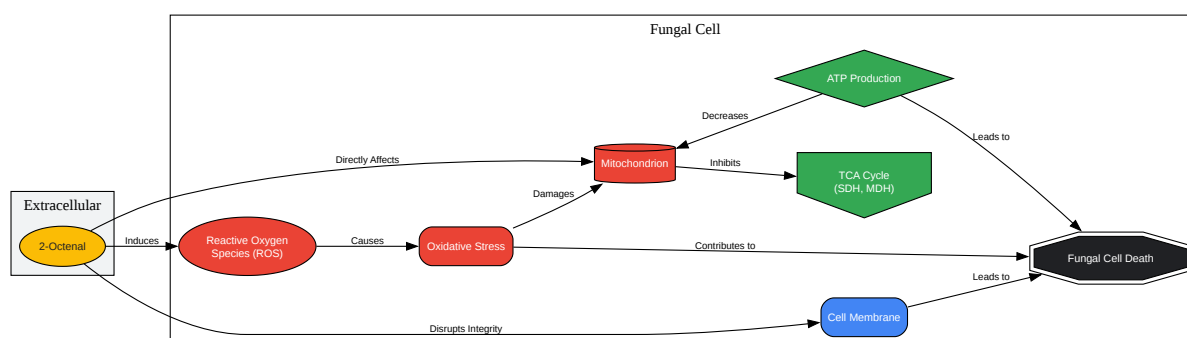 Fungal Cell
ATP Production
Decreases
Leads to
Directly Affects
Mitochondrion
Inhibits
TCA Cycle
(SDH, MDH)
Damages
Extracellular
2-Octenal
Induces
Reactive Oxygen
Species (ROS)
Causes
Oxidative Stress
Contributes to
Fungal Cell Death
Leads to
Cell Membrane
Disrupts Integrity